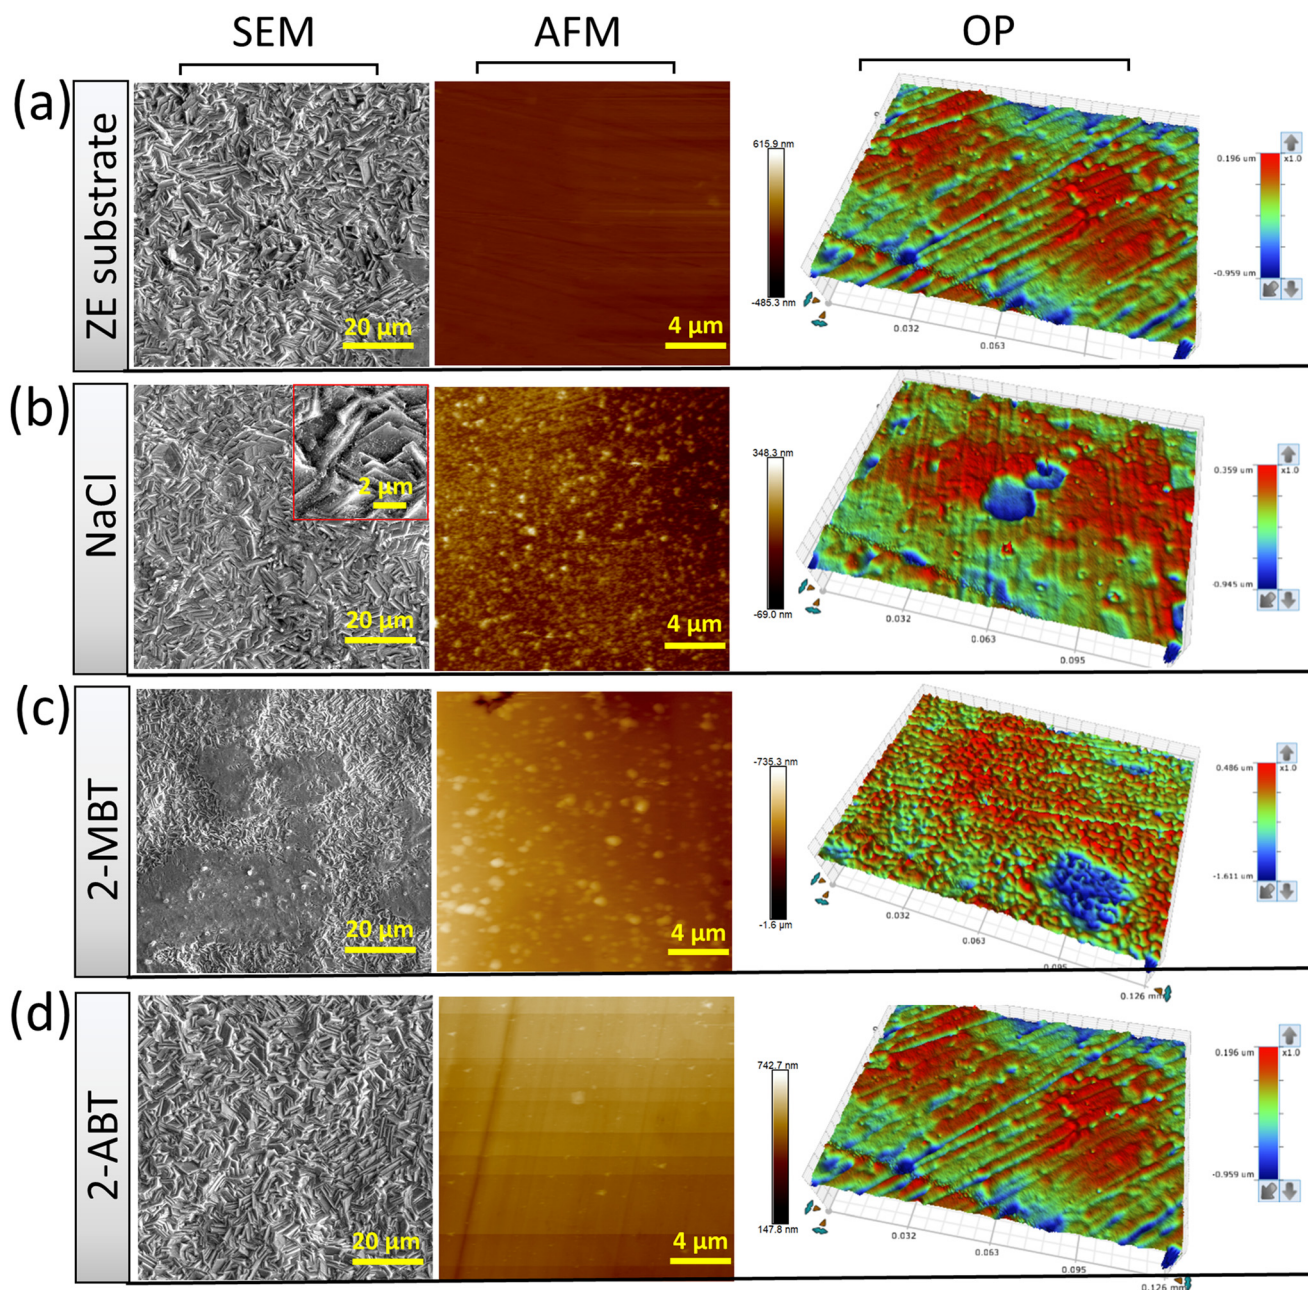 SEM AFM OP
(a)
ZE substrate
20 µm
4 µm
615.9 nm
-485.3 nm
0.032
0.063
0.196 um
x1.0
-0.959 um
(b)
NaCl
2 µm
20 µm
4 µm
348.3 nm
-69.0 nm
0.032
0.063
0.095
0.359 um
x1.0
-0.945 um
(c)
2-MBT
20 µm
4 µm
-735.3 nm
-1.6 µm
0.032
0.063
0.095
0.126 mm
0.486 um
x1.0
-1.611 um
(d)
2-ABT
20 µm
4 µm
742.7 nm
147.8 nm
0.032
0.063
0.095
0.126 mm
0.196 um
x1.0
-0.959 um